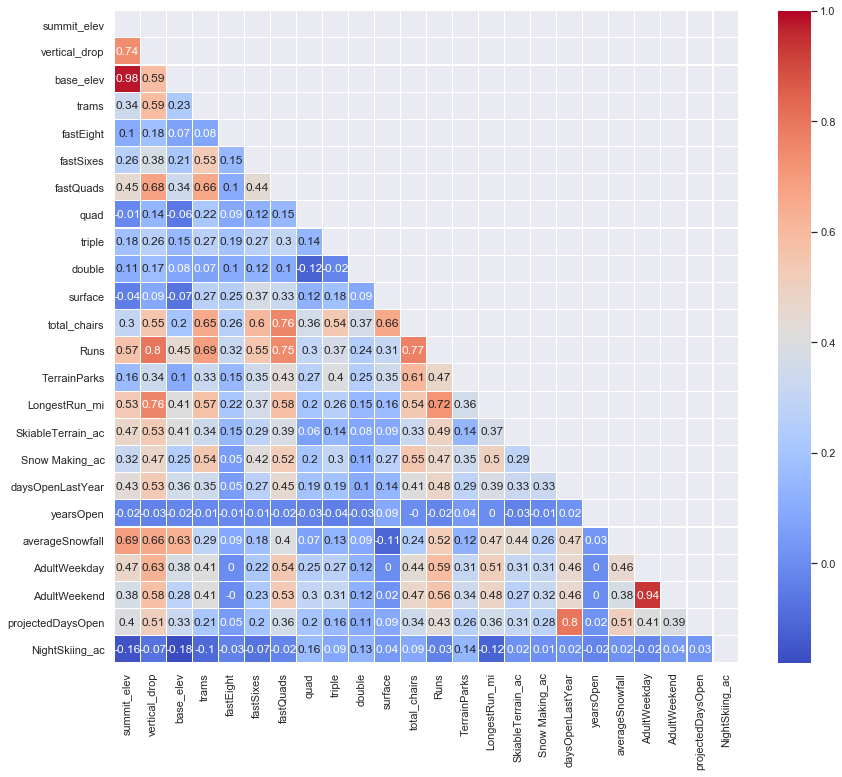 summit_elev
vertical_drop 0.74
base_elev 0.98 0.59
trams 0.34 0.59 0.23
fastEight 0.1 0.18 0.07 0.08
fastSixes 0.26 0.38 0.21 0.53 0.15
fastQuads 0.45 0.68 0.34 0.66 0.1 0.44
quad -0.01 0.14 -0.06 0.22 0.09 0.12 0.15
triple 0.18 0.26 0.15 0.27 0.19 0.27 0.3 0.14
double 0.11 0.17 0.08 0.07 0.1 0.12 0.1 -0.12 -0.02
surface -0.04 0.09 -0.07 0.27 0.25 0.37 0.33 0.12 0.18 0.09
total_chairs 0.3 0.55 0.2 0.65 0.26 0.6 0.76 0.36 0.54 0.37 0.66
Runs 0.57 0.8 0.45 0.69 0.32 0.55 0.75 0.3 0.37 0.24 0.31 0.77
TerrainParks 0.16 0.34 0.1 0.33 0.15 0.35 0.43 0.27 0.4 0.25 0.35 0.61 0.47
LongestRun_mi 0.53 0.76 0.41 0.57 0.22 0.37 0.58 0.2 0.26 0.15 0.16 0.54 0.72 0.36
SkiableTerrain_ac 0.47 0.53 0.41 0.34 0.15 0.29 0.39 0.06 0.14 0.08 0.09 0.33 0.49 0.14 0.37
Snow Making_ac 0.32 0.47 0.25 0.54 0.05 0.42 0.52 0.2 0.3 0.11 0.27 0.55 0.47 0.35 0.5 0.29
daysOpenLastYear 0.43 0.53 0.36 0.35 0.05 0.27 0.45 0.19 0.19 0.1 0.14 0.41 0.48 0.29 0.39 0.33 0.33
yearsOpen -0.02 -0.03 -0.02 -0.01 -0.01 -0.01 -0.02 -0.03 -0.04 -0.03 0.09 -0 -0.02 0.04 0 -0.03 -0.01 0.02
averageSnowfall 0.69 0.66 0.63 0.29 0.09 0.18 0.4 0.07 0.13 0.09 -0.11 0.24 0.52 0.12 0.47 0.44 0.26 0.47 0.03
AdultWeekday 0.47 0.63 0.38 0.41 0 0.22 0.54 0.25 0.27 0.12 0 0.44 0.59 0.31 0.51 0.31 0.31 0.46 0 0.46
AdultWeekend 0.38 0.58 0.28 0.41 -0 0.23 0.53 0.3 0.31 0.12 0.02 0.47 0.56 0.34 0.48 0.27 0.32 0.46 0 0.38 0.94
projectedDaysOpen 0.4 0.51 0.33 0.21 0.05 0.2 0.36 0.2 0.16 0.11 0.09 0.34 0.43 0.26 0.36 0.31 0.28 0.8 0.02 0.51 0.41 0.39
NightSkiing_ac -0.16 -0.07 -0.18 -0.1 -0.03 -0.07 -0.02 0.16 0.09 0.13 0.04 0.09 -0.03 0.14 -0.12 0.02 0.01 0.02 -0.02 -0.02 -0.02 0.04 0.03
summit_elev
vertical_drop
base_elev
trams
fastEight
fastSixes
fastQuads
quad
triple
double
surface
total_chairs
Runs
TerrainParks
LongestRun_mi
SkiableTerrain_ac
Snow Making_ac
daysOpenLastYear
yearsOpen
averageSnowfall
AdultWeekday
AdultWeekend
projectedDaysOpen
NightSkiing_ac
1.0
0.8
0.6
0.4
0.2
0.0